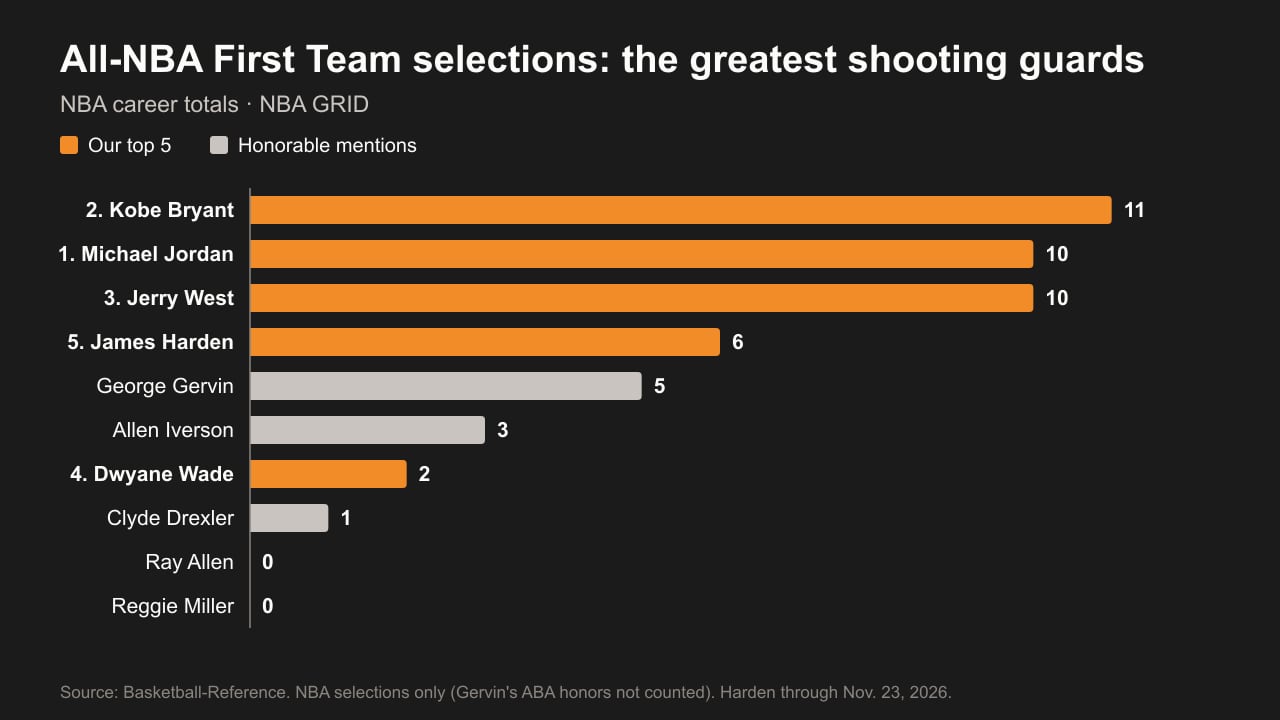 All-NBA First Team selections: the greatest shooting guards
NBA career totals · NBA GRID
Our top 5 Honorable mentions
2. Kobe Bryant 11
1. Michael Jordan 10
3. Jerry West 10
5. James Harden 6
George Gervin 5
Allen Iverson 3
4. Dwyane Wade 2
Clyde Drexler 1
Ray Allen 0
Reggie Miller 0
Source: Basketball-Reference. NBA selections only (Gervin's ABA honors not counted). Harden through Nov. 23, 2026.